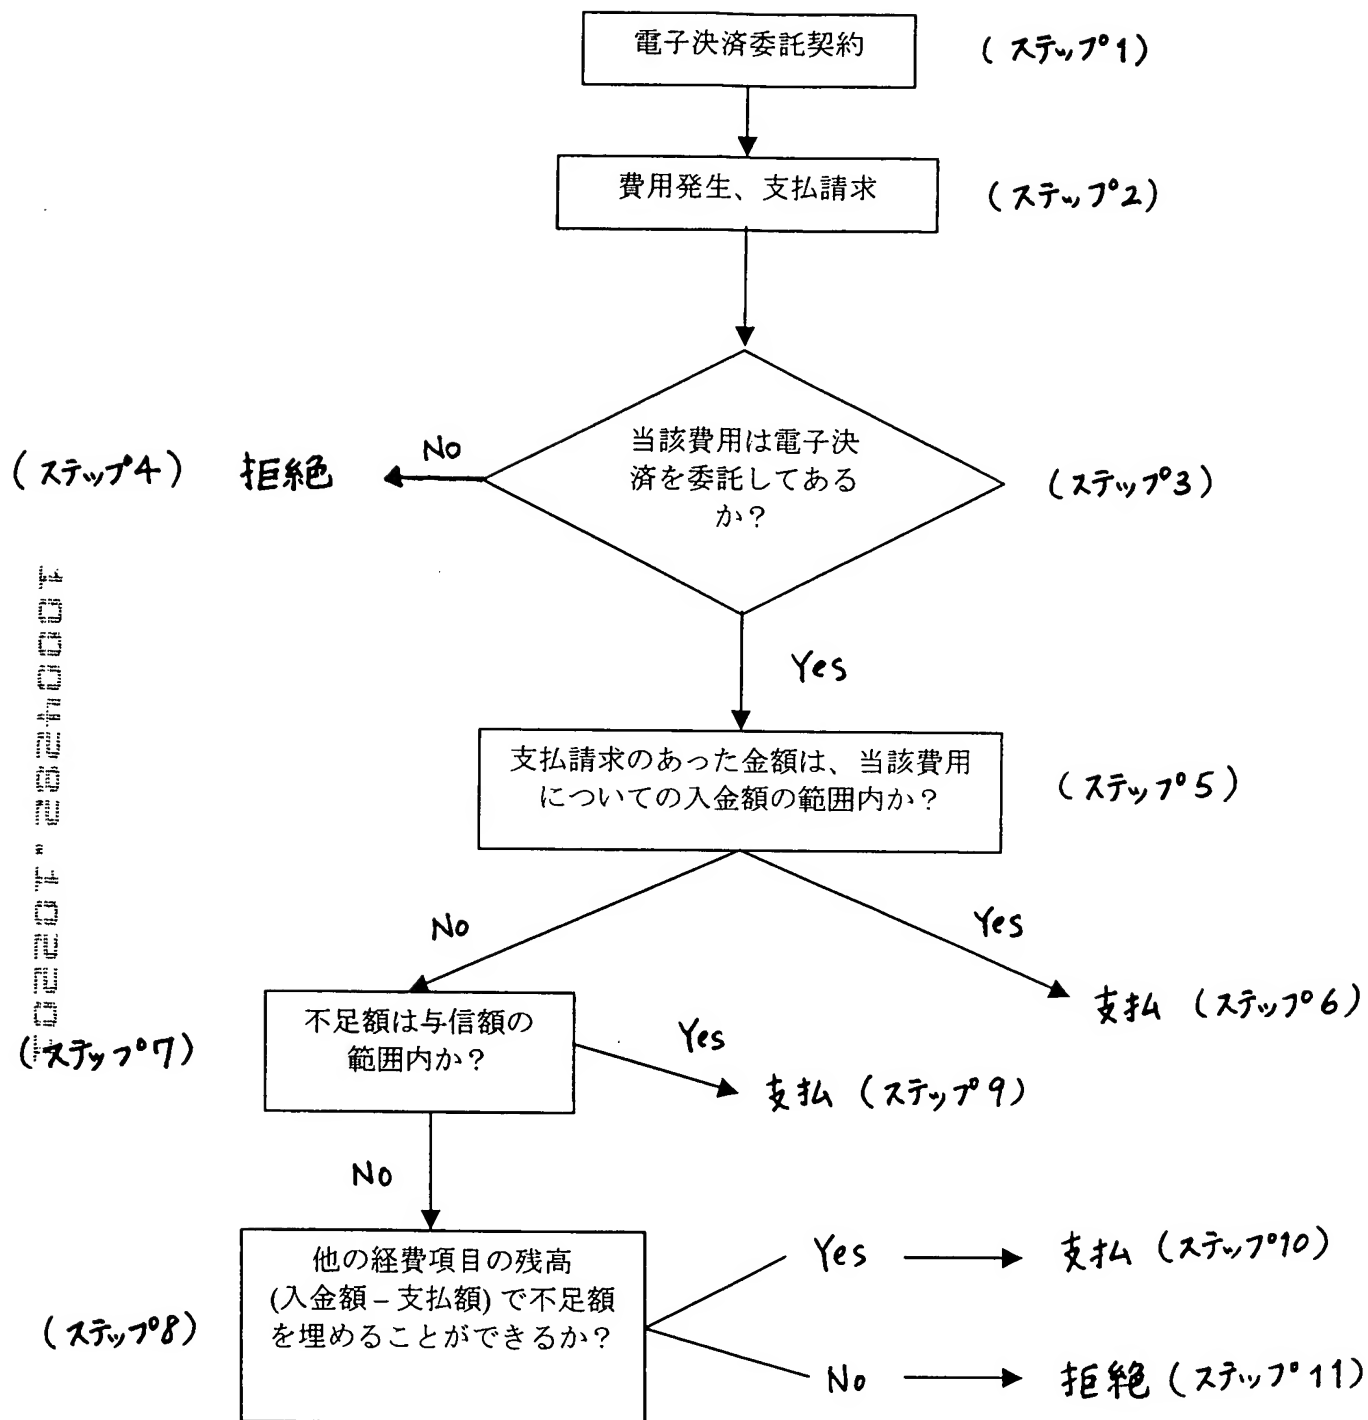 電子決済委託契約
(ステップ1)
費用発生、支払請求
(ステップ2)
当該費用は電子決
済を委託してある
か?
(ステップ3)
No
拒絶
(ステップ4)
Yes
支払請求のあった金額は、当該費用
についての入金額の範囲内か?
(ステップ5)
No
Yes
支払 (ステップ6)
不足額は与信額の
範囲内か?
(ステップ7)
Yes
支払 (ステップ9)
No
他の経費項目の残高
(入金額 – 支払額) で不足額
を埋めることができるか?
(ステップ8)
Yes
支払 (ステップ10)
No
拒絶 (ステップ11)